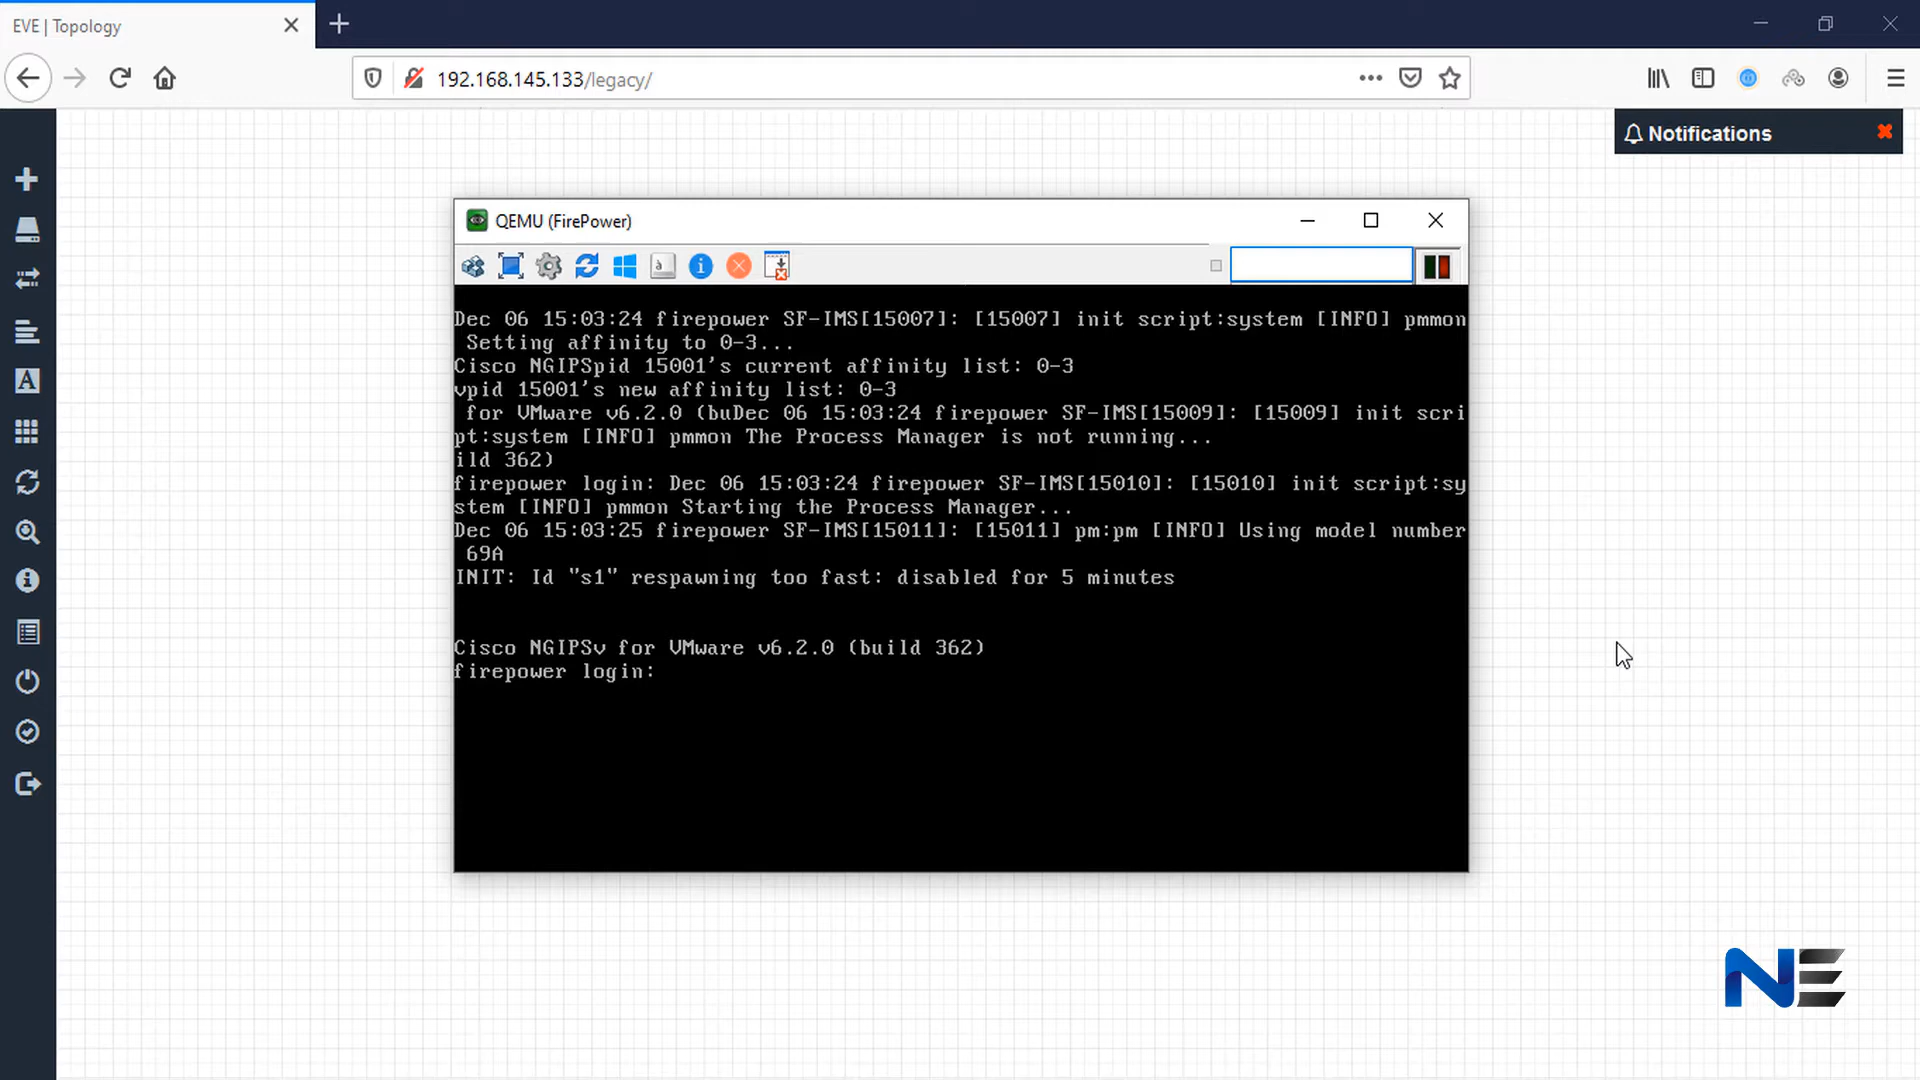 EVE | Topology
192.168.145.133/legacy/
Notifications
QEMU (FirePower)
Dec 06 15:03:24 firepower SF-IMS[15007]: [15007] init script:system [INFO] pmmon
Setting affinity to 0-3...
Cisco NGIPSpid 15001's current affinity list: 0-3
vpid 15001's new affinity list: 0-3
for VMware v6.2.0 (buDec 06 15:03:24 firepower SF-IMS[15009]: [15009] init scri
pt:system [INFO] pmmon The Process Manager is not running...
ild 362)
firepower login: Dec 06 15:03:24 firepower SF-IMS[15010]: [15010] init script:sy
stem [INFO] pmmon Starting the Process Manager...
Dec 06 15:03:25 firepower SF-IMS[15011]: [15011] pm:pm [INFO] Using model number
69A
INIT: Id "s1" respawning too fast: disabled for 5 minutes
Cisco NGIPSv for VMware v6.2.0 (build 362)
firepower login:
NE